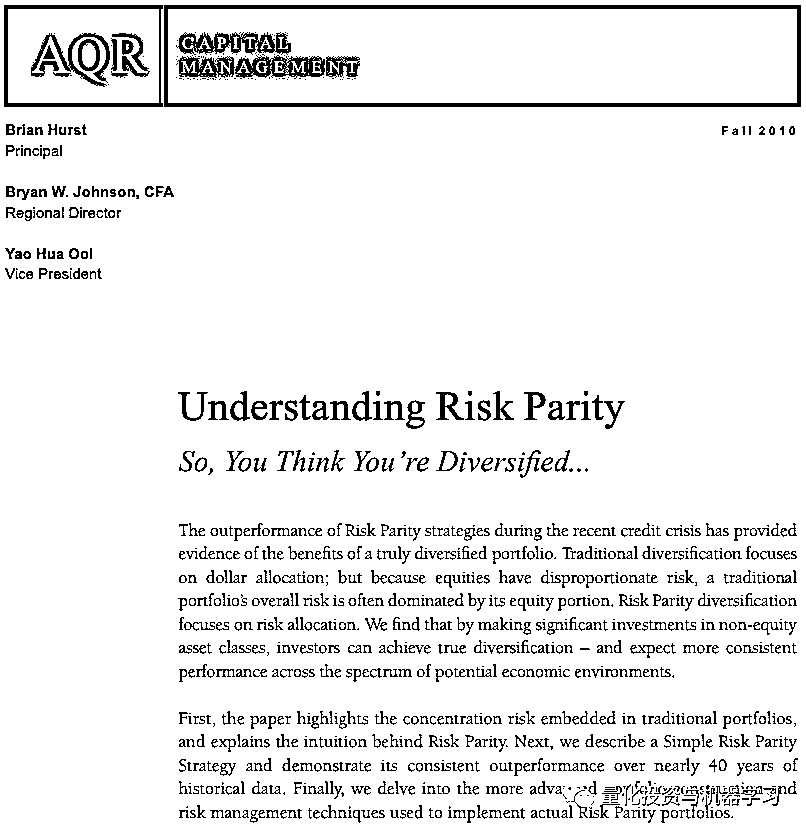 AQR
CAPITAL
MANAGEMENT
Brian Hurst
Fall 2010
Principal
Bryan W. Johnson, CFA
Regional Director
Yao Hua Ooi
Vice President
Understanding Risk Parity
So, You Think You're Diversified...
The outperformance of Risk Parity strategies during the recent credit crisis has provided
evidence of the benefits of a truly diversified portfolio. Traditional diversification focuses
on dollar allocation; but because equities have disproportionate risk, a traditional
portfolio's overall risk is often dominated by its equity portion. Risk Parity diversification
focuses on risk allocation. We find that by making significant investments in non-equity
asset classes, investors can achieve true diversification – and expect more consistent
performance across the spectrum of potential economic environments.
First, the paper highlights the concentration risk embedded in traditional portfolios,
and explains the intuition behind Risk Parity. Next, we describe a Simple Risk Parity
Strategy and demonstrate its consistent outperformance over nearly 40 years of
historical data. Finally, we delve into the more advanced portfolio construction and
risk management techniques used to implement actual Risk Parity portfolios.
量化投资与机器学习